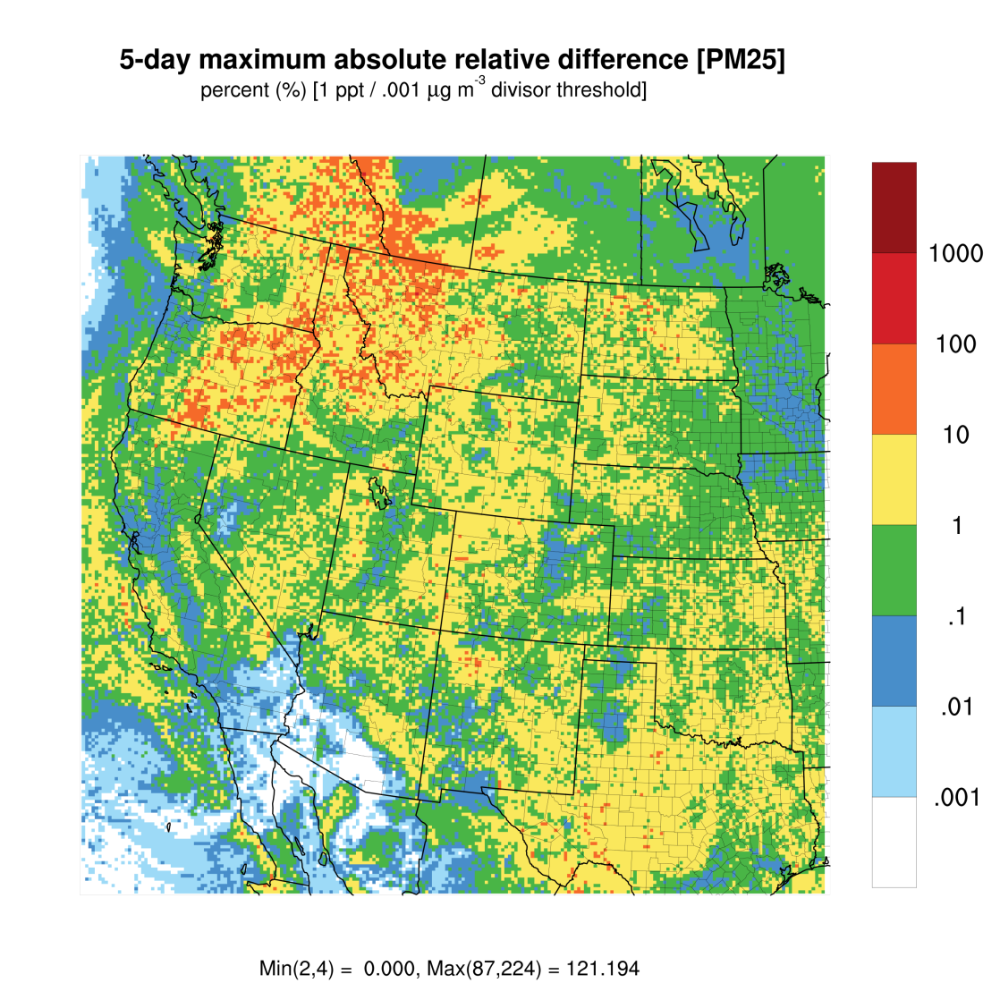 5-day maximum absolute relative difference [PM25]
percent (%) [1 ppt / .001 μg m-3 divisor threshold]
1000
100
10
1
.1
.01
.001
Min(2,4) =  0.000, Max(87,224) = 121.194